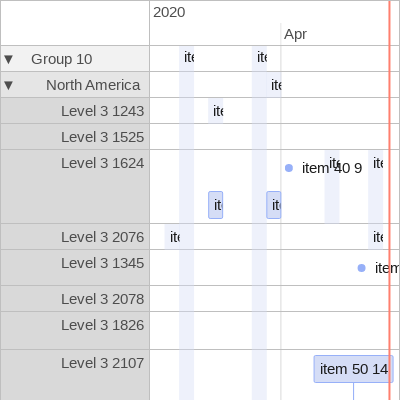 2020
Apr
▼ Group 10 ite ite
▼ North America ite
Level 3 1243 ite
Level 3 1525
Level 3 1624 item 40 9 ite ite
it ite
Level 3 2076 ite ite
Level 3 1345 item
Level 3 2078
Level 3 1826
Level 3 2107 item 50 14